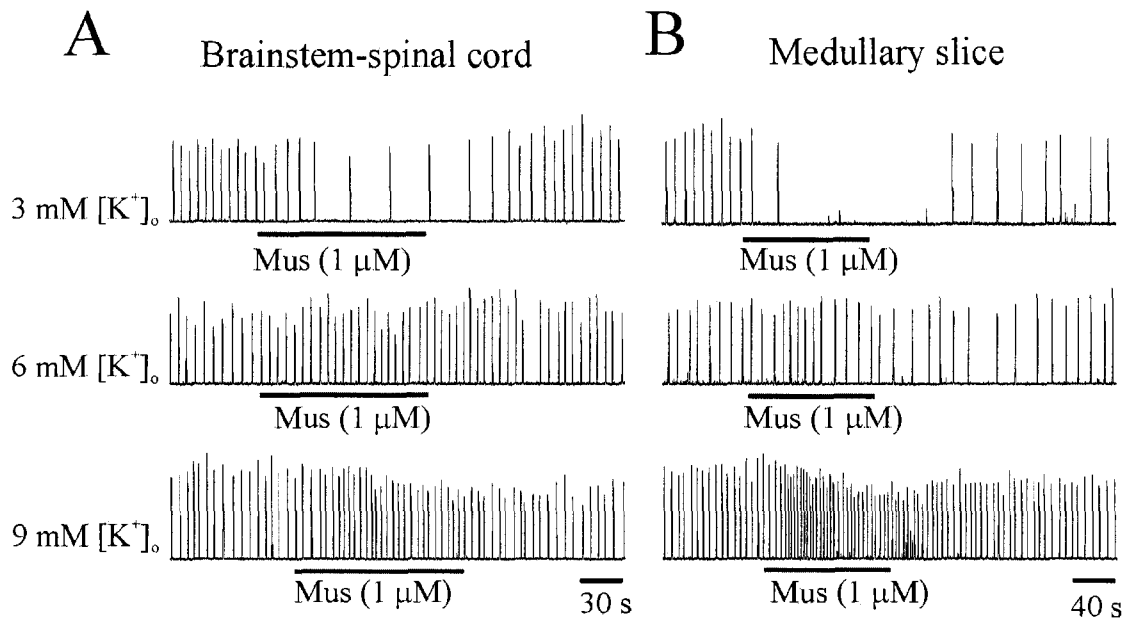 A B
Brainstem-spinal cord Medullary slice
3 mM [K⁺]ₒ
Mus (1 μM) Mus (1 μM)
6 mM [K⁺]ₒ
Mus (1 μM) Mus (1 μM)
9 mM [K⁺]ₒ
Mus (1 μM) 30 s Mus (1 μM) 40 s